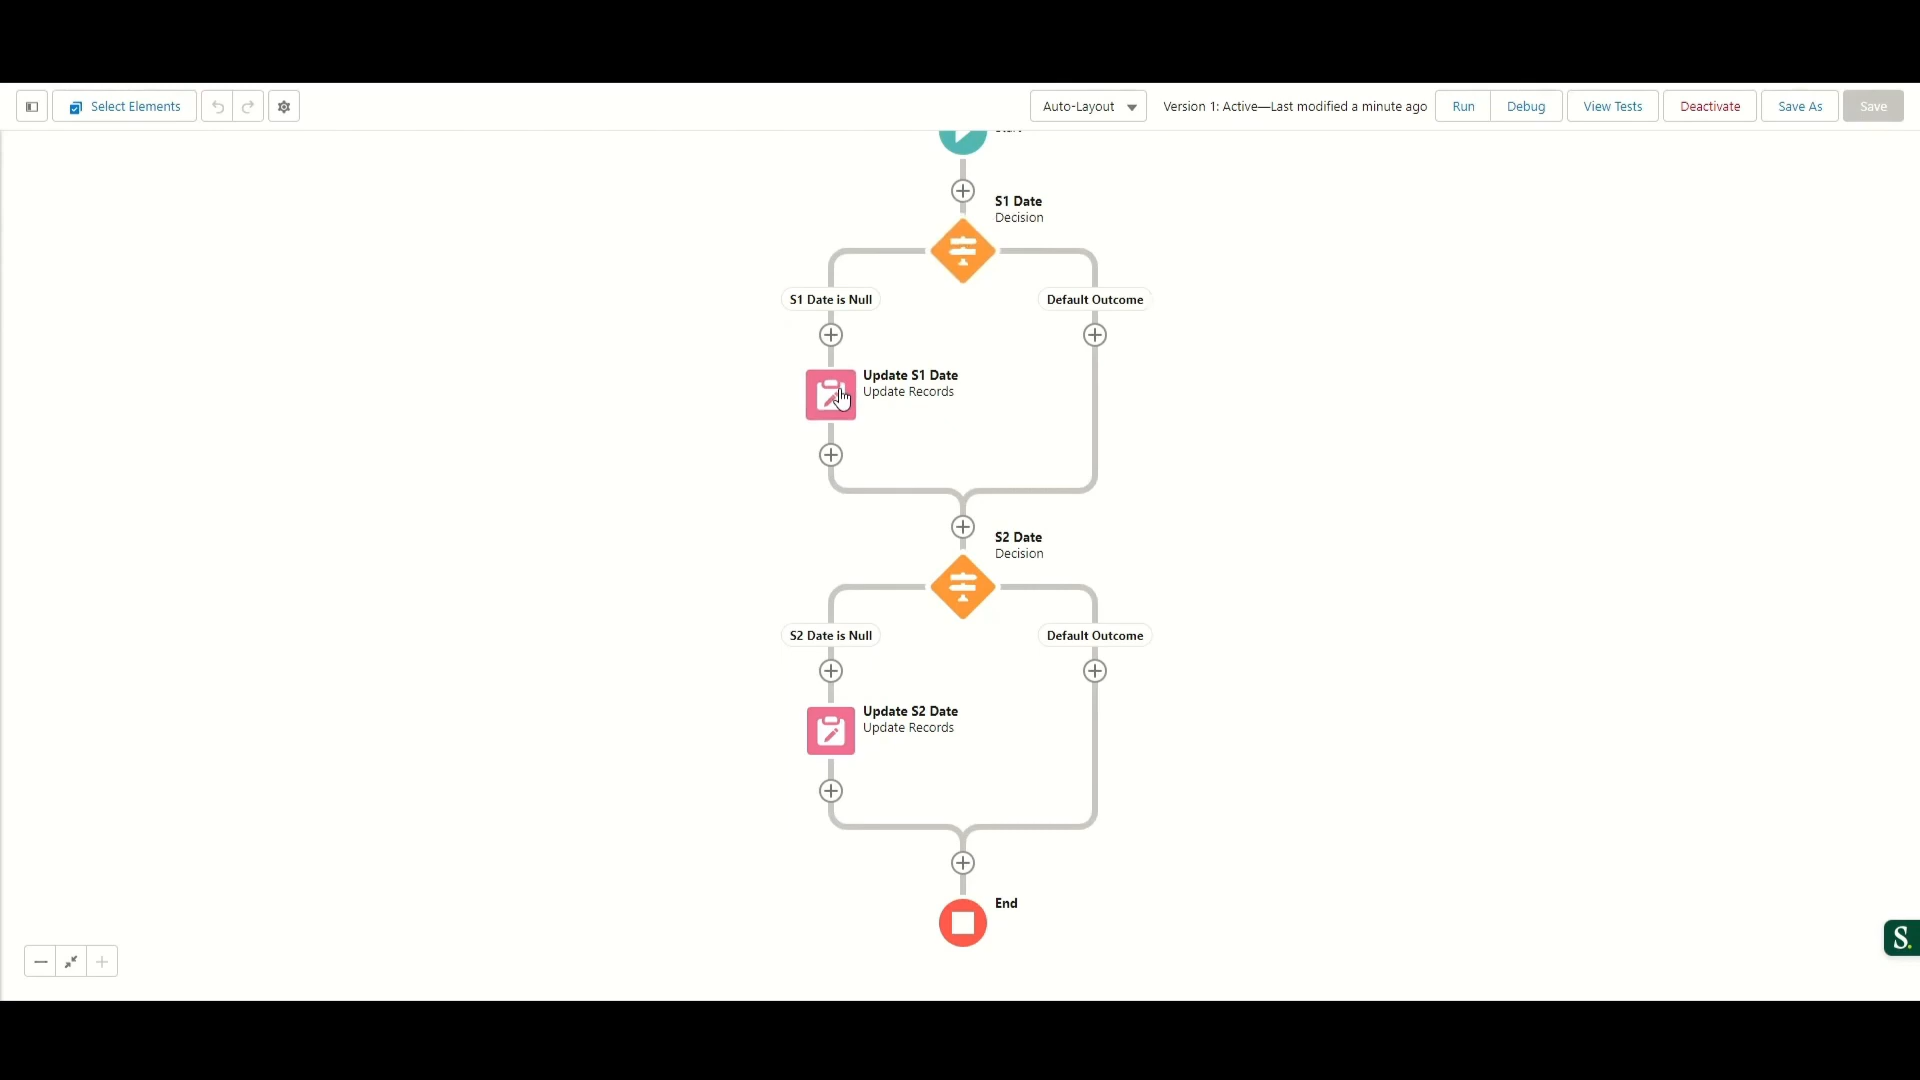 Select Elements
Auto-Layout
Version 1: Active—Last modified a minute ago
Run
Debug
View Tests
Deactivate
Save As
Save
S1 Date
Decision
S1 Date is Null
Default Outcome
Update S1 Date
Update Records
S2 Date
Decision
S2 Date is Null
Default Outcome
Update S2 Date
Update Records
End
S.